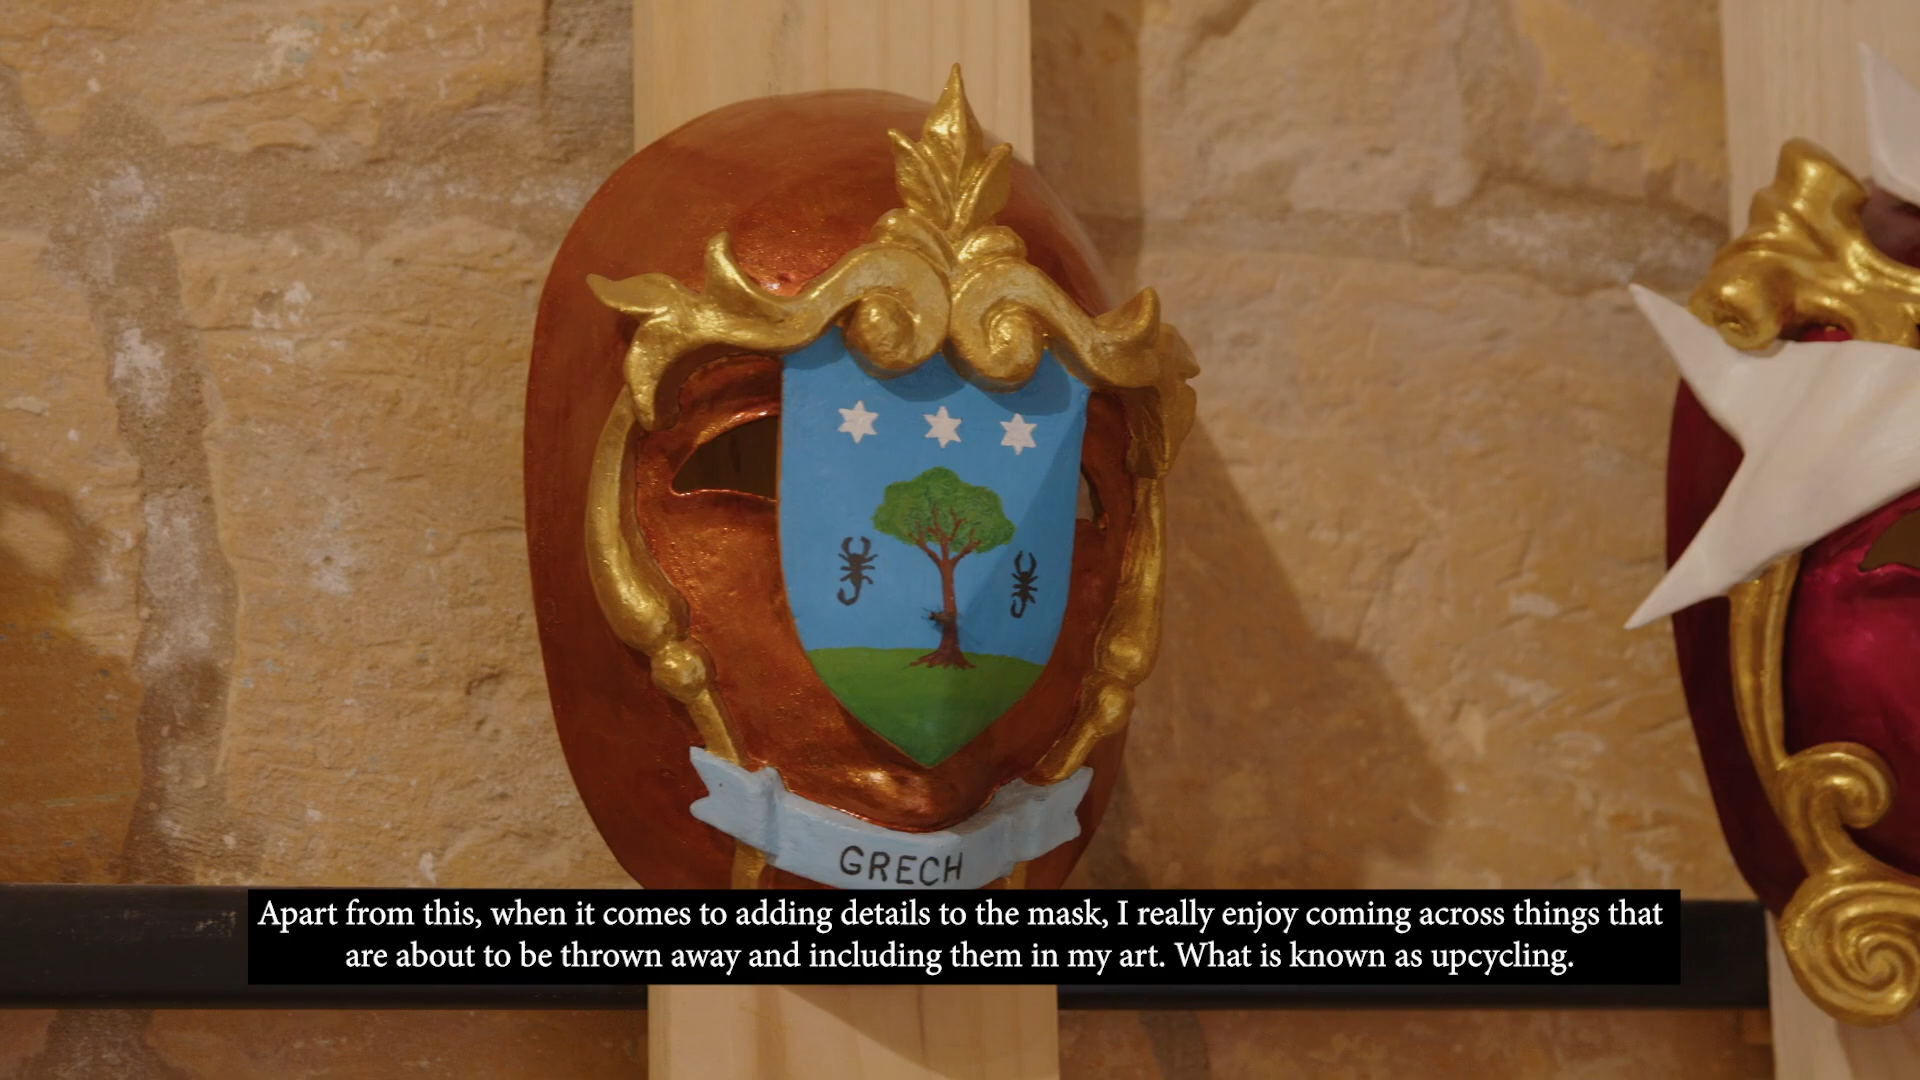 GRECH
Apart from this, when it comes to adding details to the mask, I really enjoy coming across things that
are about to be thrown away and including them in my art. What is known as upcycling.